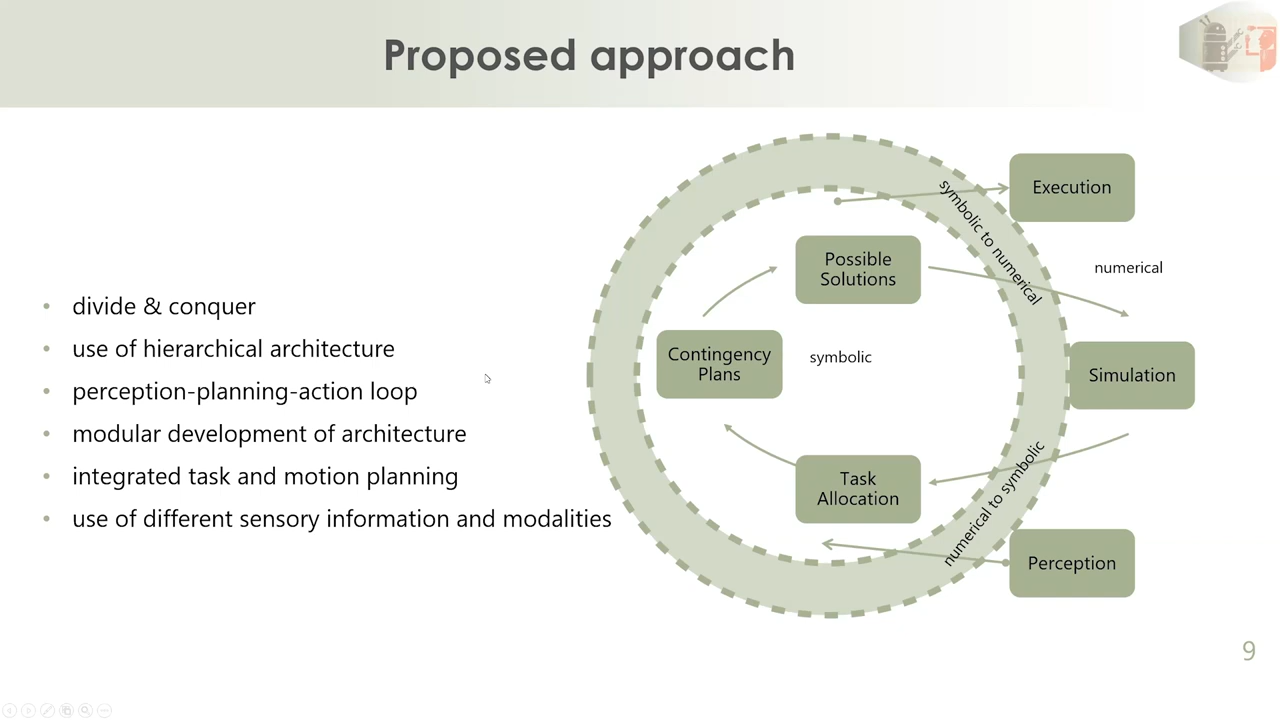 Proposed approach
• divide & conquer
• use of hierarchical architecture
• perception-planning-action loop
• modular development of architecture
• integrated task and motion planning
• use of different sensory information and modalities
Execution
symbolic to numerical
Possible
Solutions
numerical
Contingency
Plans
symbolic
Simulation
Task
Allocation
numerical to symbolic
Perception
9